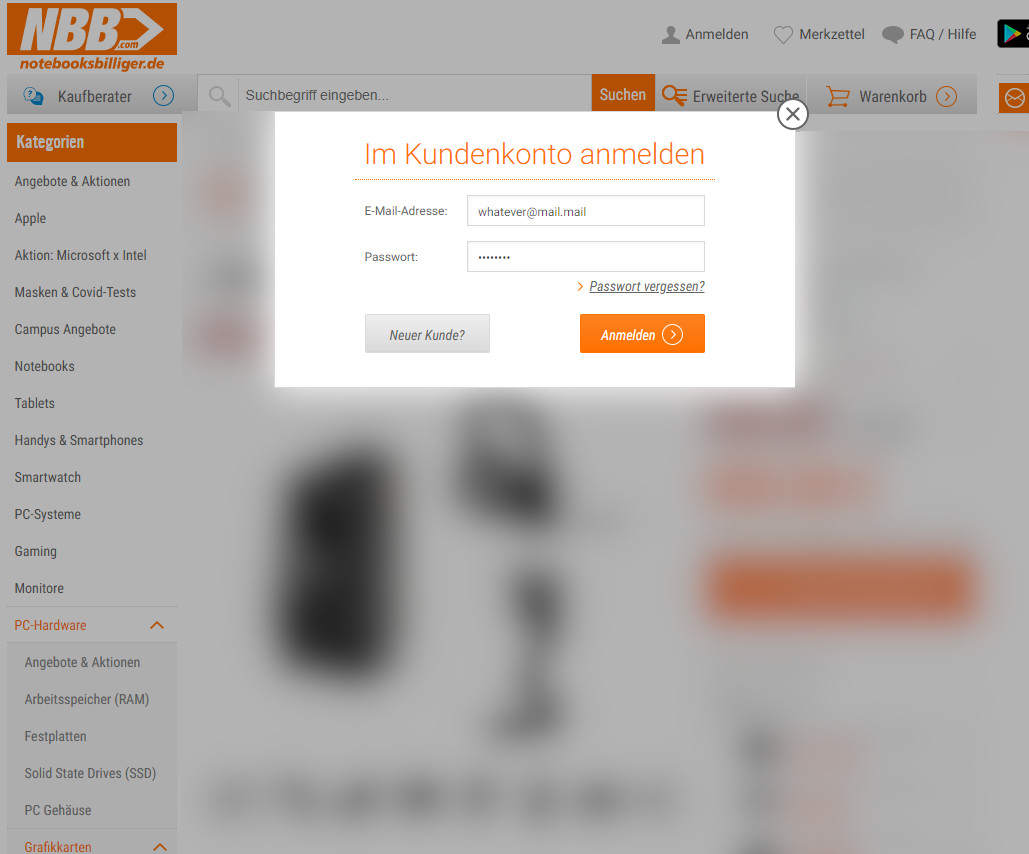 NBB.com
notebooksbilliger.de
Anmelden
Merkzettel
FAQ / Hilfe
Kaufberater
Suchbegriff eingeben...
Suchen
Erweiterte Suche
Warenkorb
Kategorien
Angebote & Aktionen
Apple
Aktion: Microsoft x Intel
Masken & Covid-Tests
Campus Angebote
Notebooks
Tablets
Handys & Smartphones
Smartwatch
PC-Systeme
Gaming
Monitore
PC-Hardware
Angebote & Aktionen
Arbeitsspeicher (RAM)
Festplatten
Solid State Drives (SSD)
PC Gehäuse
Grafikkarten
Im Kundenkonto anmelden
E-Mail-Adresse:
whatever@mail.mail
Passwort:
••••••••
Passwort vergessen?
Neuer Kunde?
Anmelden